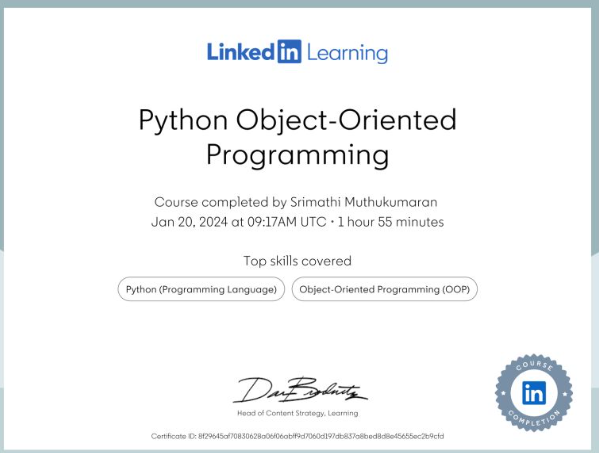 Linked in Learning
Python Object-Oriented
Programming
Course completed by Srimathi Muthukumaran
Jan 20, 2024 at 09:17AM UTC • 1 hour 55 minutes
Top skills covered
Python (Programming Language)
Object-Oriented Programming (OOP)
Head of Content Strategy, Learning
COURSE
in
COMPLETION
Certificate ID: 8f29645af70830628a06f06abff9d7060d197db837a8bed8d8e45655ec2b9cfd